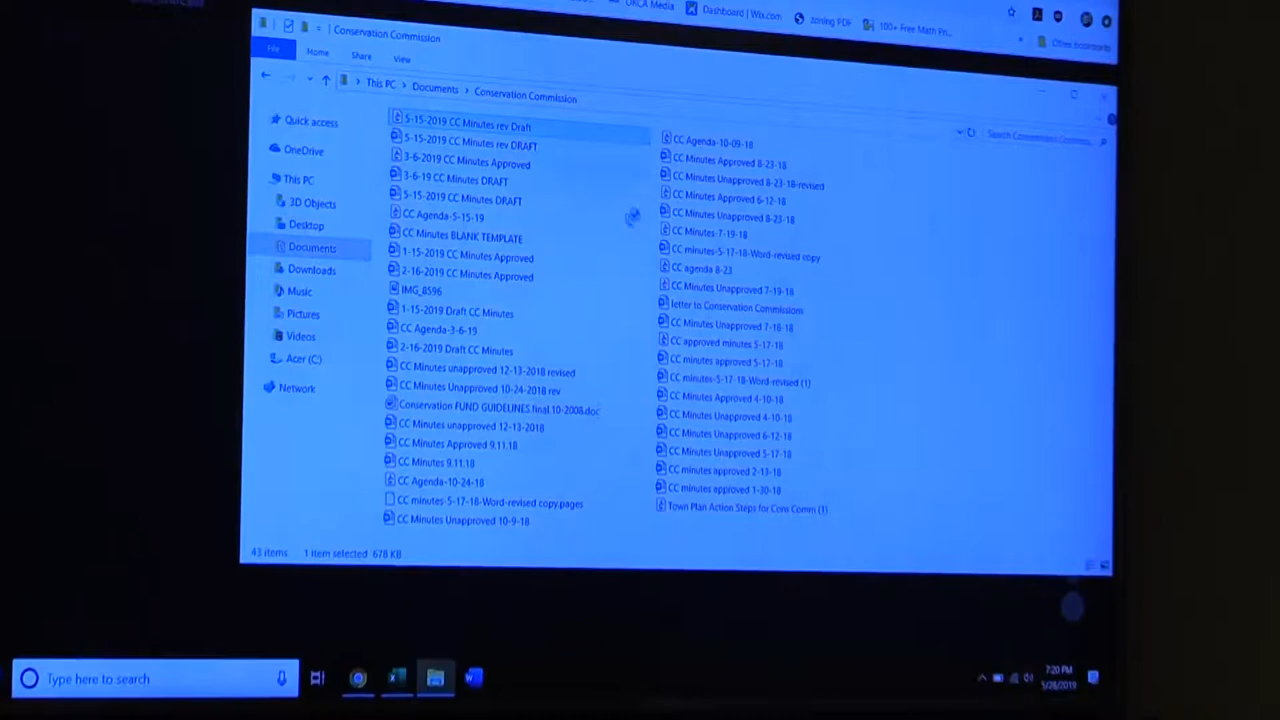 ORCA Media
Dashboard | Wix.com
zoning PDF
100+ Free Math Pri...
Other bookmarks
Conservation Commission
File
Home
Share
View
This PC > Documents > Conservation Commission
Quick access
OneDrive
This PC
3D Objects
Desktop
Documents
Downloads
Music
Pictures
Videos
Acer (C:)
Network
5-15-2019 CC Minutes rev Draft
5-15-2019 CC Minutes rev DRAFT
3-6-2019 CC Minutes Approved
3-6-19 CC Minutes DRAFT
5-15-2019 CC Minutes DRAFT
CC Agenda-5-15-19
CC Minutes BLANK TEMPLATE
1-15-2019 CC Minutes Approved
2-16-2019 CC Minutes Approved
IMG_8596
1-15-2019 Draft CC Minutes
CC Agenda-3-6-19
2-16-2019 Draft CC Minutes
CC Minutes unapproved 12-13-2018 revised
CC Minutes Unapproved 10-24-2018 rev
Conservation FUND GUIDELINES.final.10-2008.doc
CC Minutes unapproved 12-13-2018
CC Minutes Approved 9.11.18
CC Minutes 9.11.18
CC Agenda-10-24-18
CC minutes-5-17-18-Word-revised copy.pages
CC Minutes Unapproved 10-9-18
CC Agenda-10-09-18
CC Minutes Approved 8-23-18
CC Minutes Unapproved 8-23-18-revised
CC Minutes Approved 6-12-18
CC Minutes Unapproved 8-23-18
CC Minutes-7-19-18
CC minutes-5-17-18-Word-revised copy
CC agenda 8-23
CC Minutes Unapproved 7-19-18
letter to Conservation Commissions
CC Minutes Unapproved 7-16-18
CC approved minutes 5-17-18
CC minutes approved 5-17-18
CC minutes-5-17-18-Word-revised (1)
CC Minutes Approved 4-10-18
CC Minutes Unapproved 4-10-18
CC Minutes Unapproved 6-12-18
CC Minutes Unapproved 5-17-18
CC minutes approved 2-13-18
CC minutes approved 1-30-18
Town Plan Action Steps for Cons Comm (1)
43 items 1 item selected 678 KB
Type here to search
7:20 PM
5/28/2019